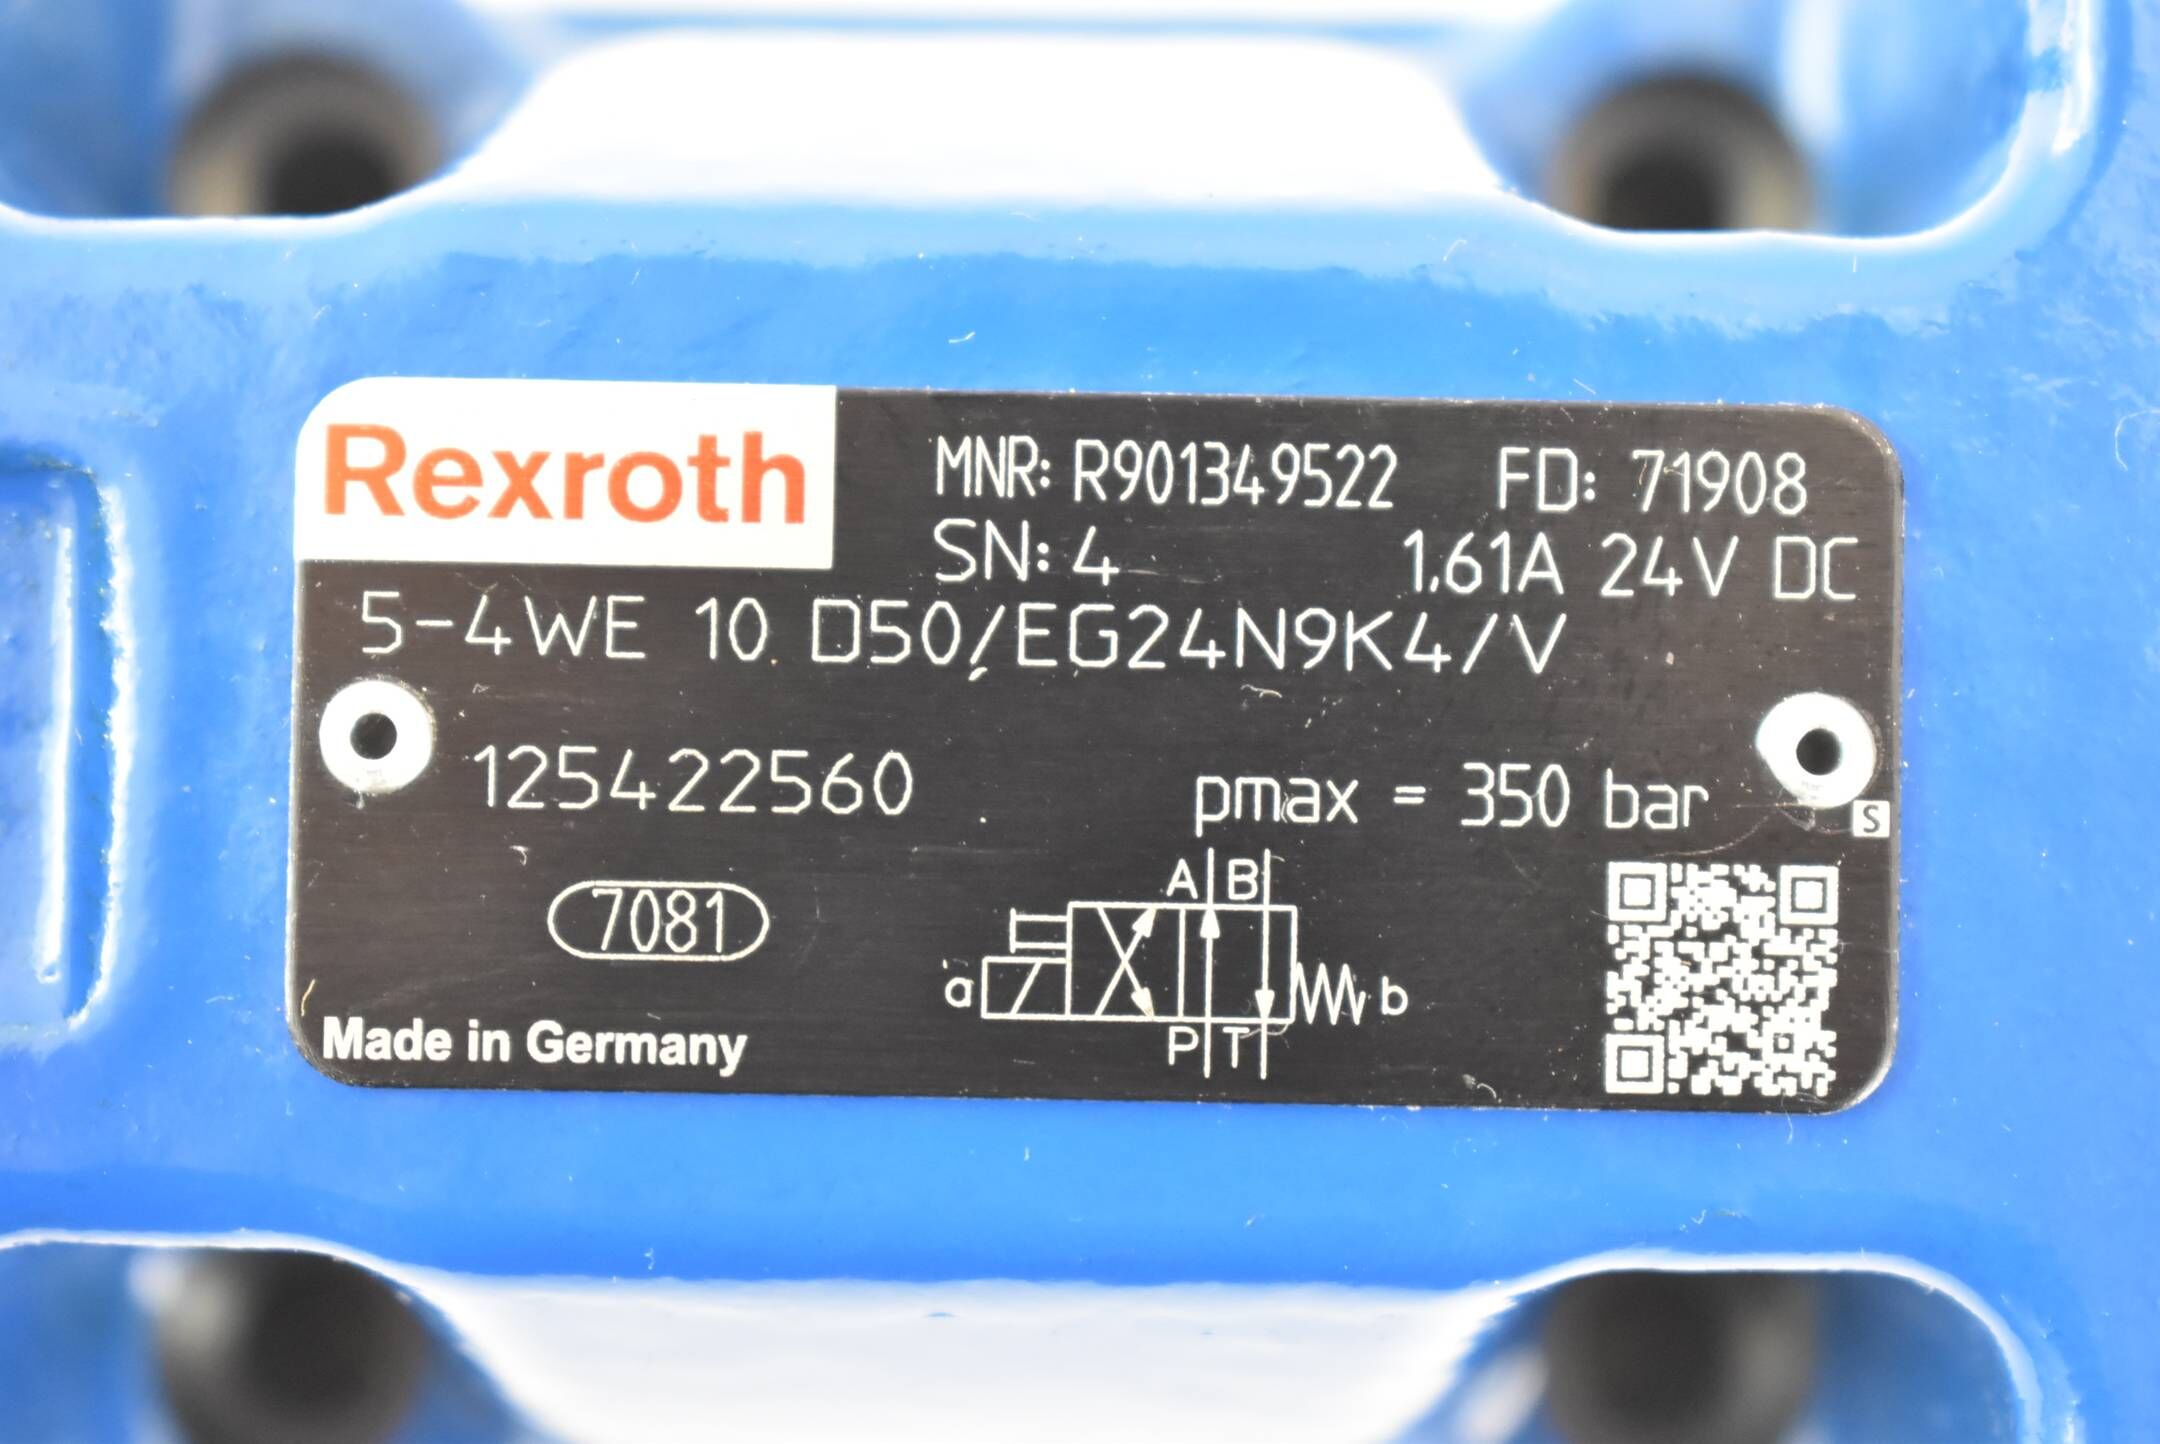 Rexroth
MNR: R901349522 FD: 71908
SN: 4 1.61A 24V DC
5-4WE 10 D50/EG24N9K4/V
125422560
pmax = 350 bar
S
7081
A B
a b
P T
Made in Germany